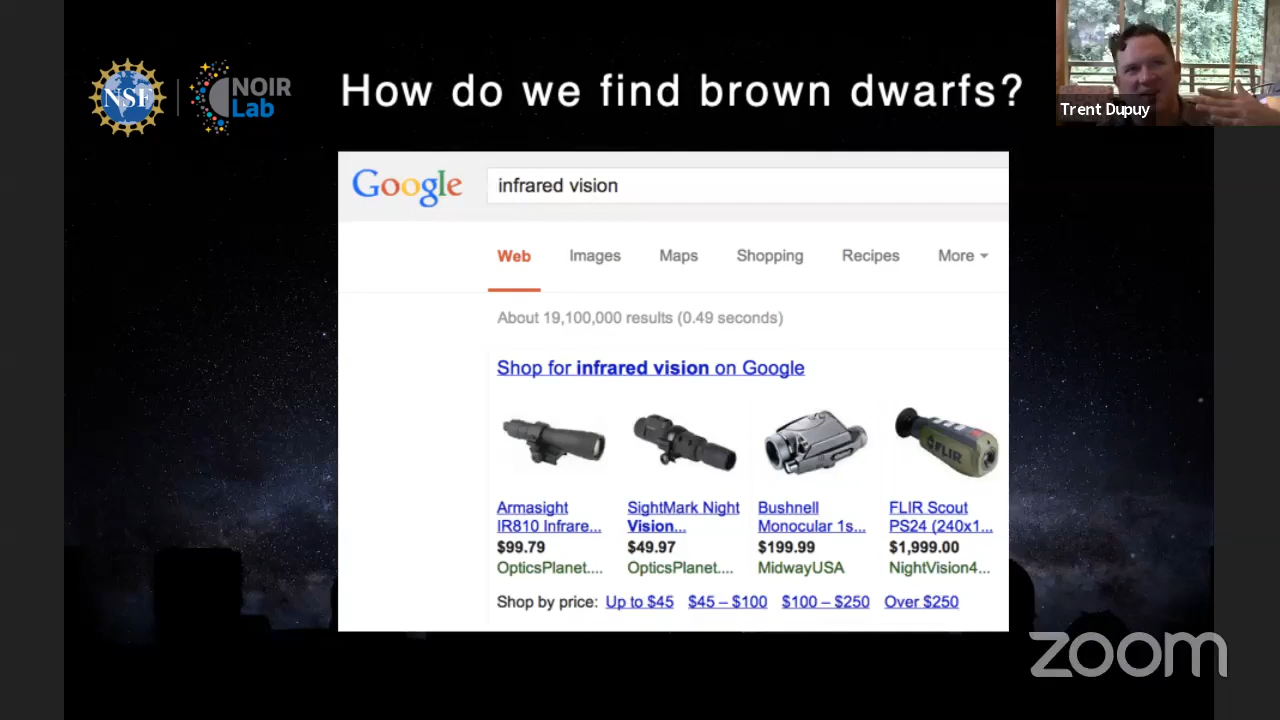 NSF
NOIR
Lab
How do we find brown dwarfs?
Trent Dupuy
Google
infrared vision
Web Images Maps Shopping Recipes More
About 19,100,000 results (0.49 seconds)
Shop for infrared vision on Google
FLIR
Armasight SightMark Night Bushnell FLIR Scout
IR810 Infrare... Vision... Monocular 1s... PS24 (240x1...
$99.79 $49.97 $199.99 $1,999.00
OpticsPlanet.... OpticsPlanet.... MidwayUSA NightVision4...
Shop by price: Up to $45 $45 – $100 $100 – $250 Over $250
zoom